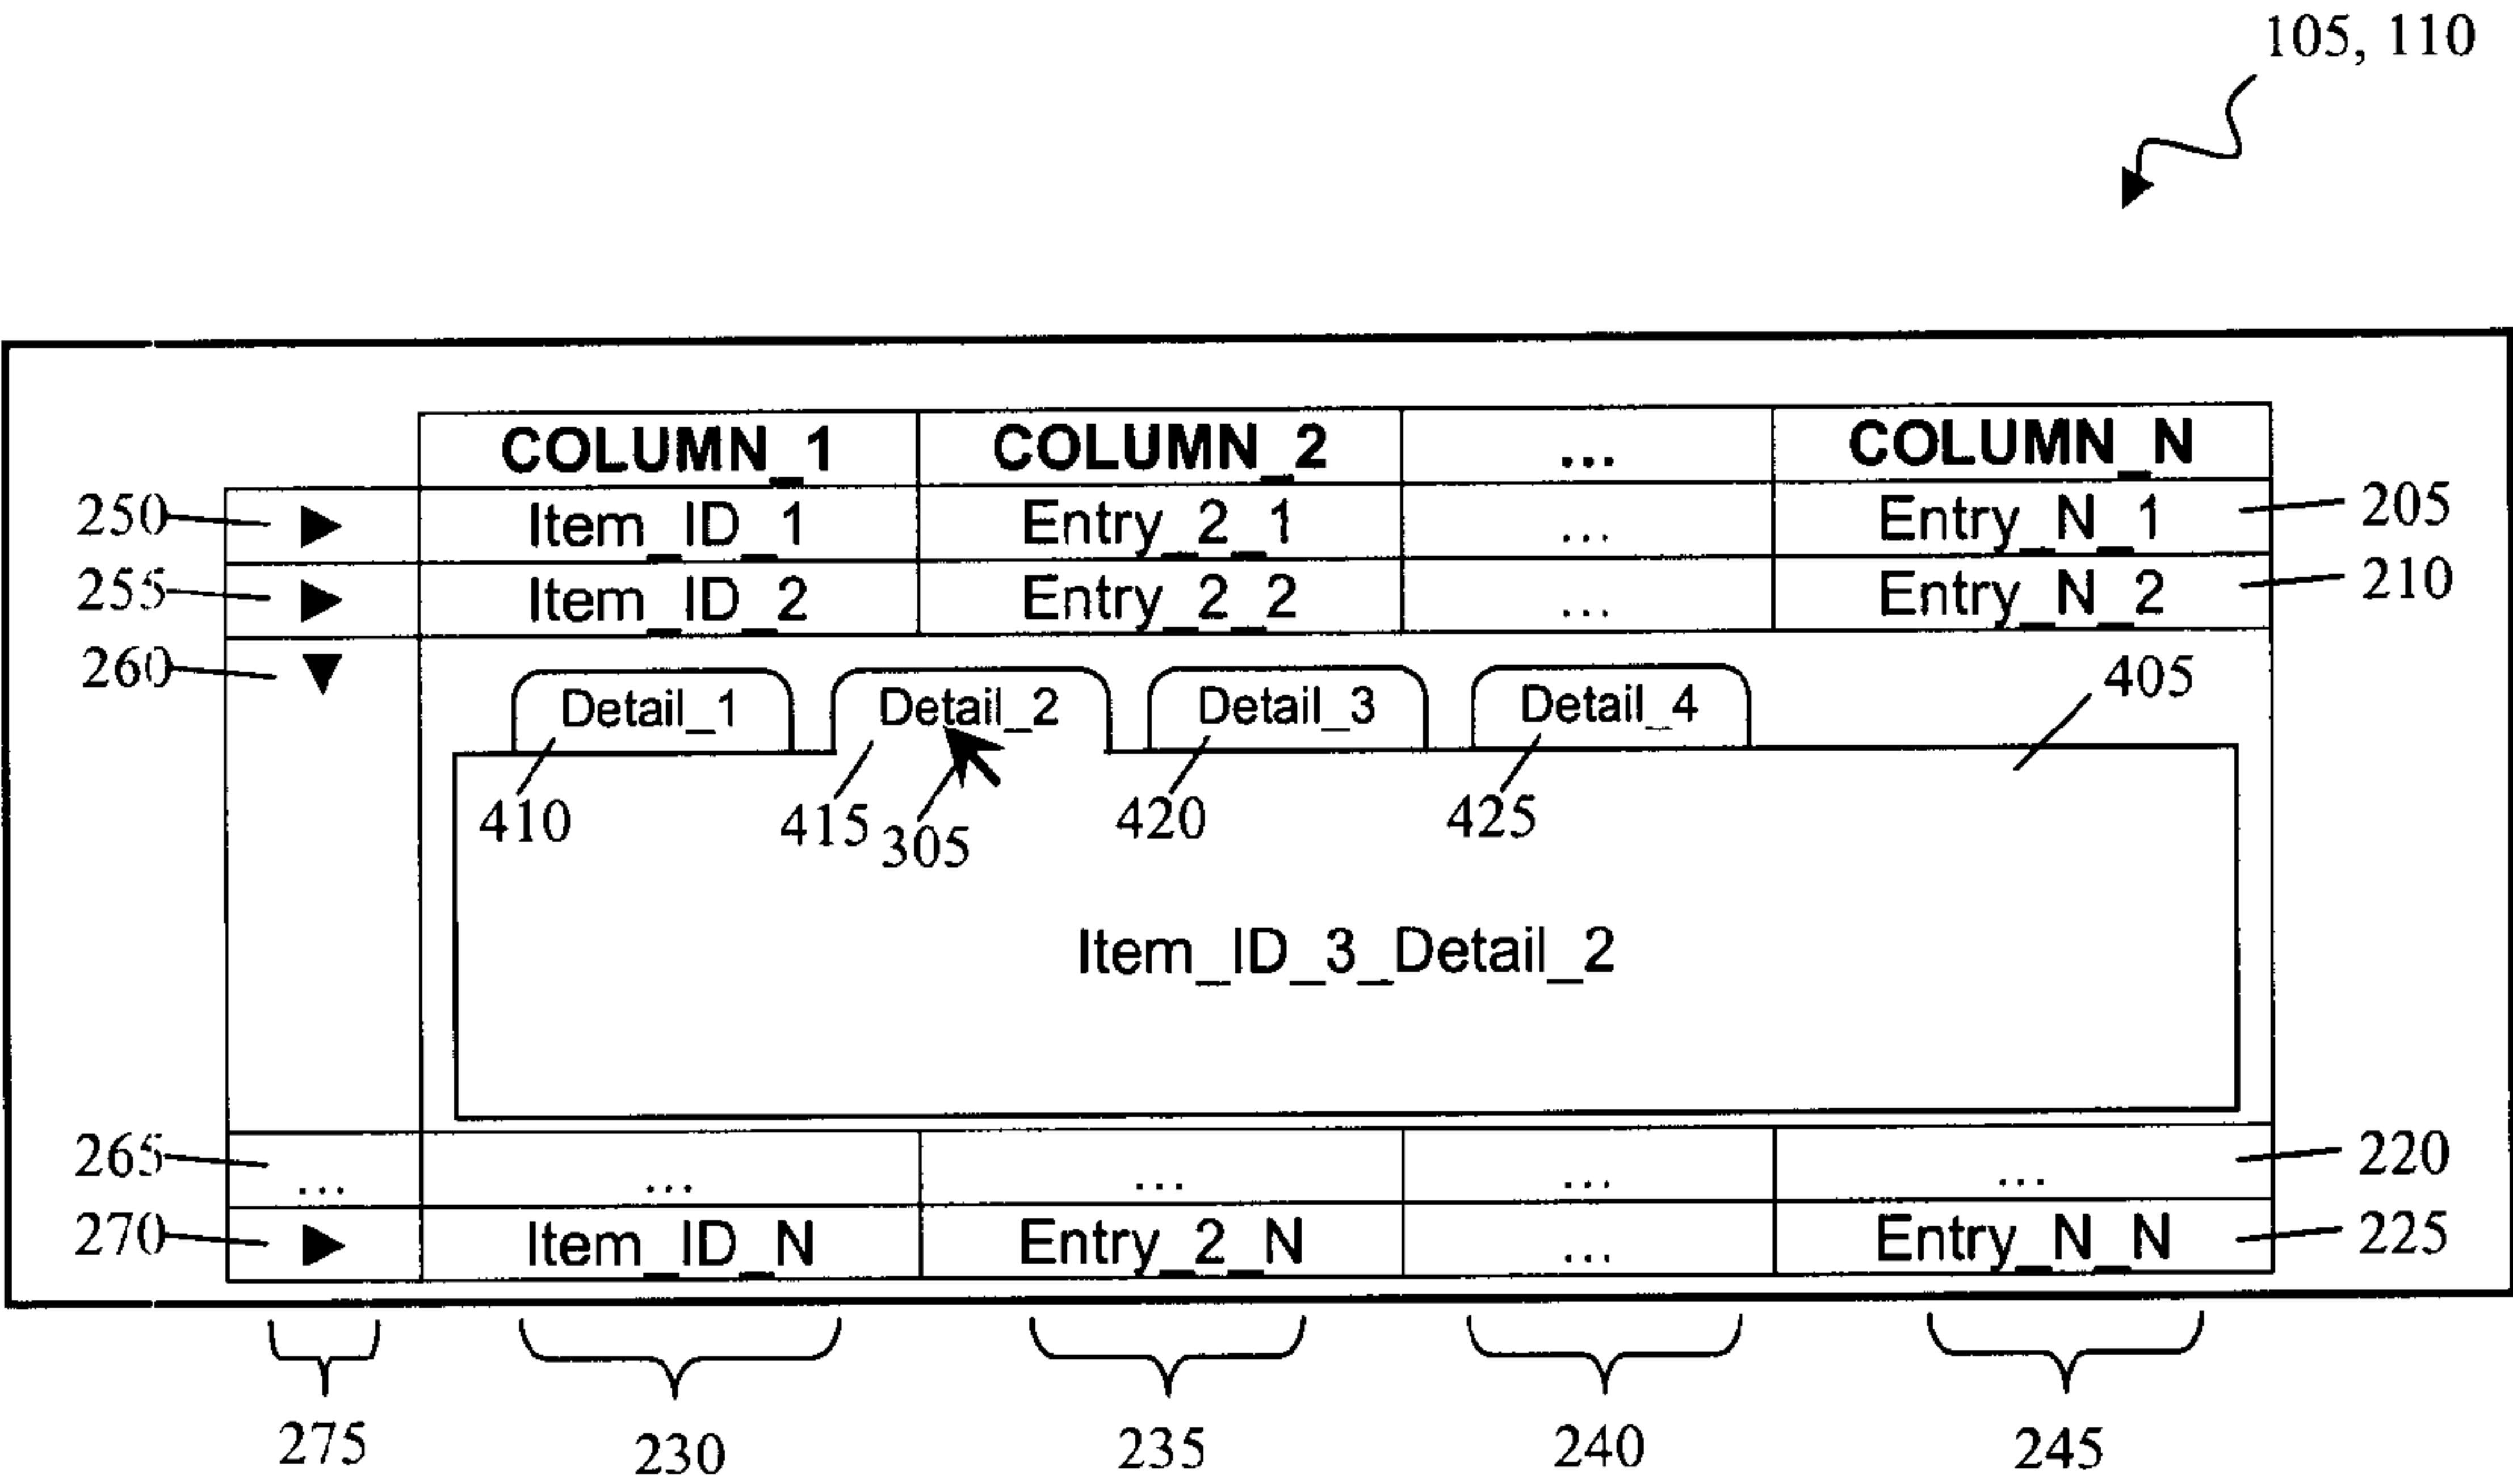 105, 110
COLUMN_1 COLUMN_2 ... COLUMN_N
250 Item_ID_1 Entry_2_1 ... Entry_N_1 205
255 Item_ID_2 Entry_2_2 ... Entry_N_2 210
260 Detail_1 Detail_2 Detail_3 Detail_4 405
410 415 305 420 425
Item_ID_3_Detail_2
265 ... ... ... ... ... 220
270 Item_ID_N Entry_2_N ... Entry_N_N 225
275 230 235 240 245